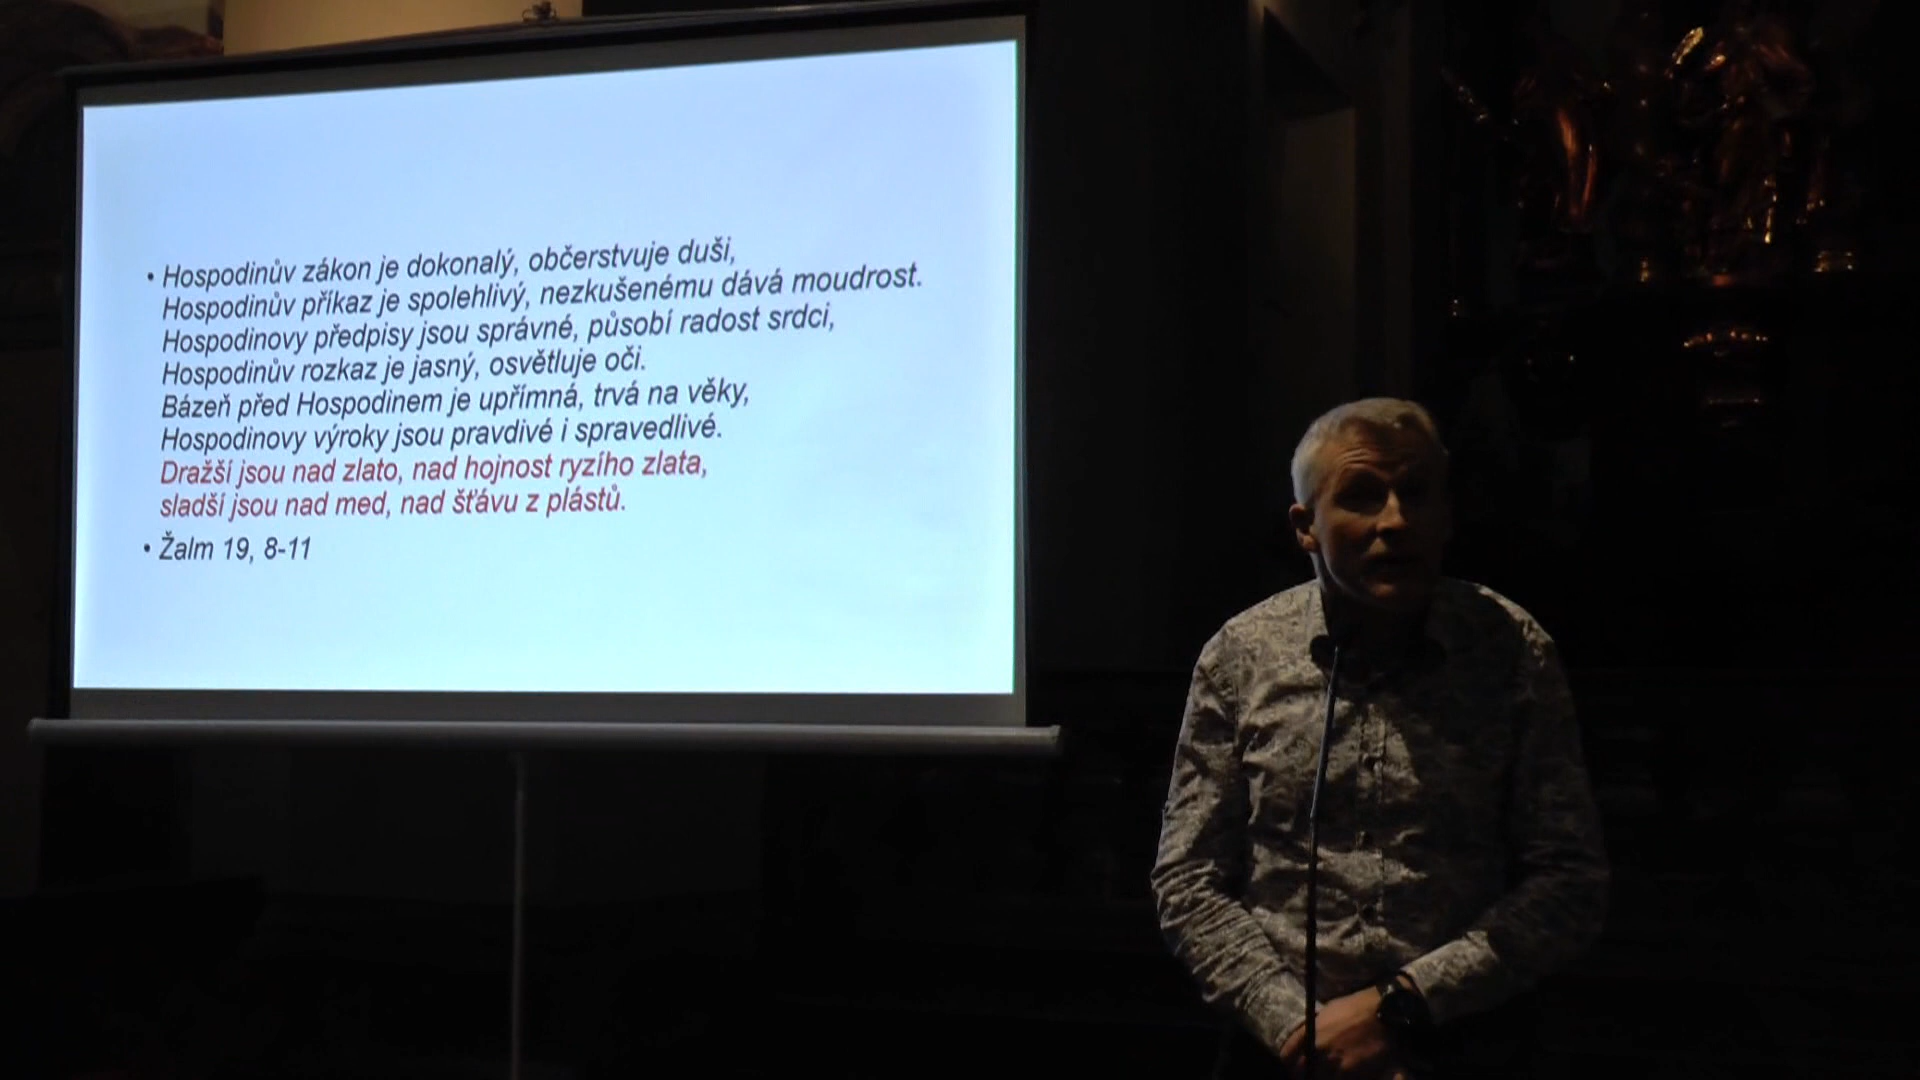 • Hospodinův zákon je dokonalý, občerstvuje duši,
Hospodinův příkaz je spolehlivý, nezkušenému dává moudrost.
Hospodinovy předpisy jsou správné, působí radost srdci,
Hospodinův rozkaz je jasný, osvětluje oči.
Bázeň před Hospodinem je upřímná, trvá na věky,
Hospodinovy výroky jsou pravdivé i spravedlivé.
Dražší jsou nad zlato, nad hojnost ryzího zlata,
sladší jsou nad med, nad šťávu z plástů.
• Žalm 19, 8-11